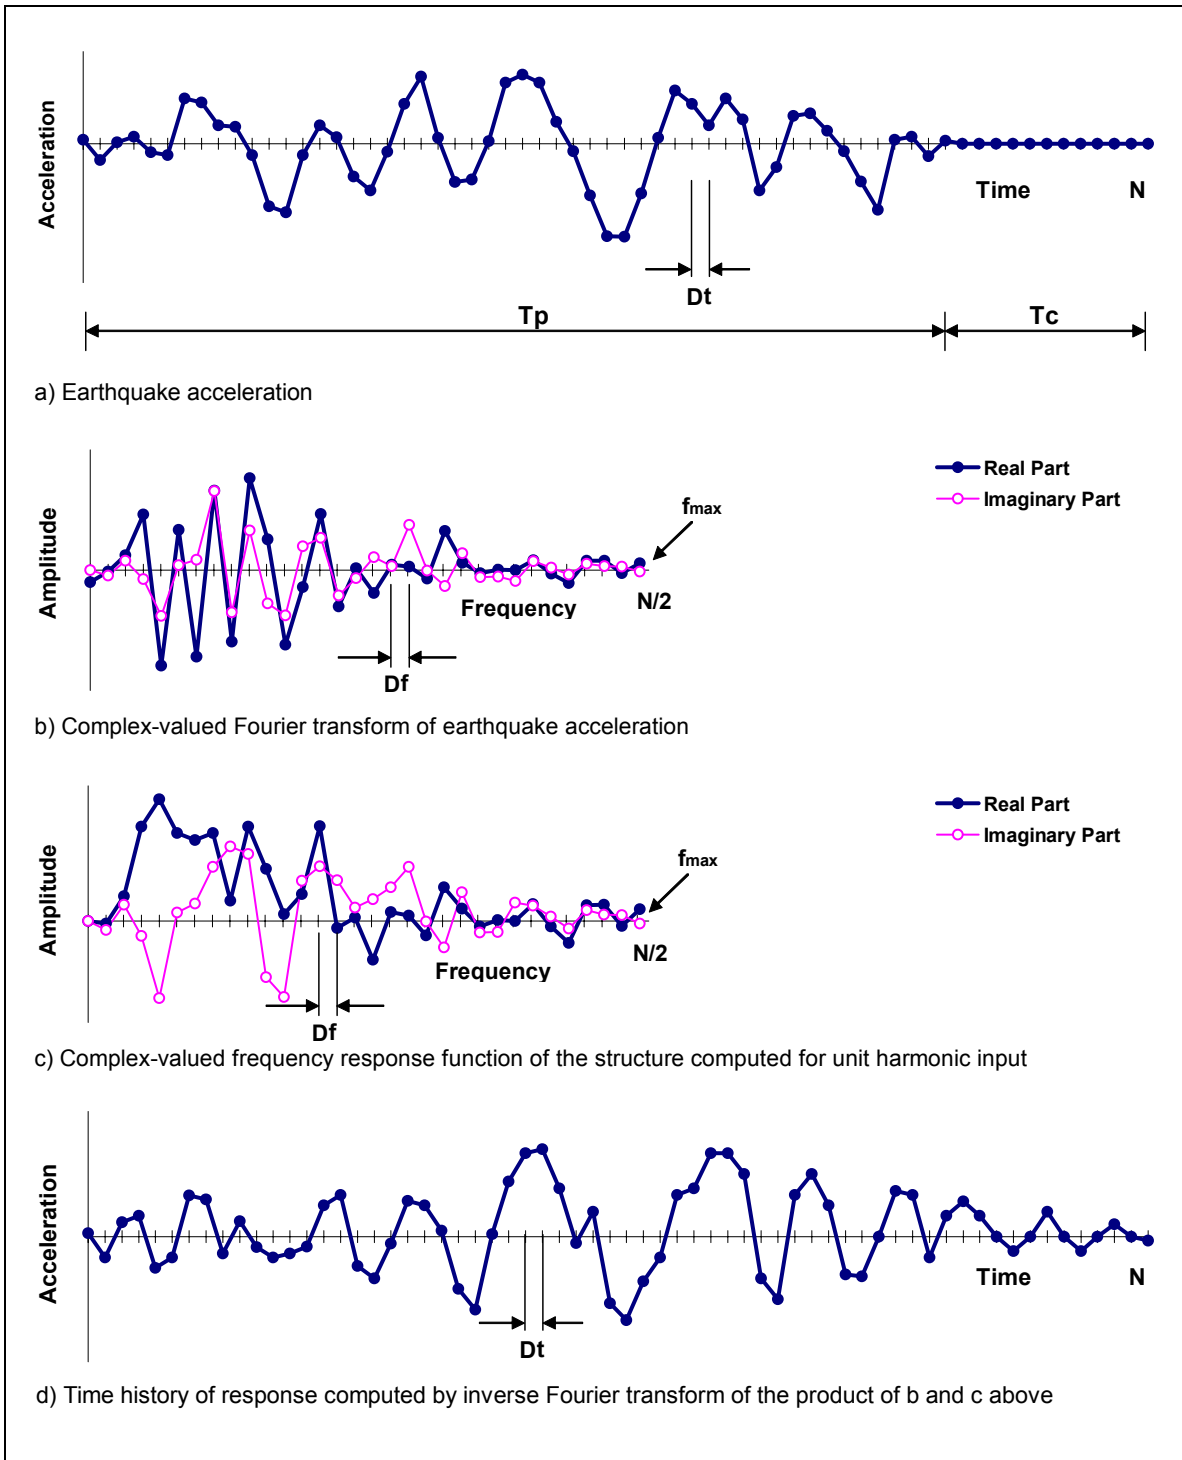 Acceleration
Time
N
Dt
Tp
Tc
a) Earthquake acceleration
Amplitude
Real Part
Imaginary Part
fmax
Frequency
N/2
Df
b) Complex-valued Fourier transform of earthquake acceleration
Amplitude
Real Part
Imaginary Part
fmax
Frequency
N/2
Df
c) Complex-valued frequency response function of the structure computed for unit harmonic input
Acceleration
Time
N
Dt
d) Time history of response computed by inverse Fourier transform of the product of b and c above